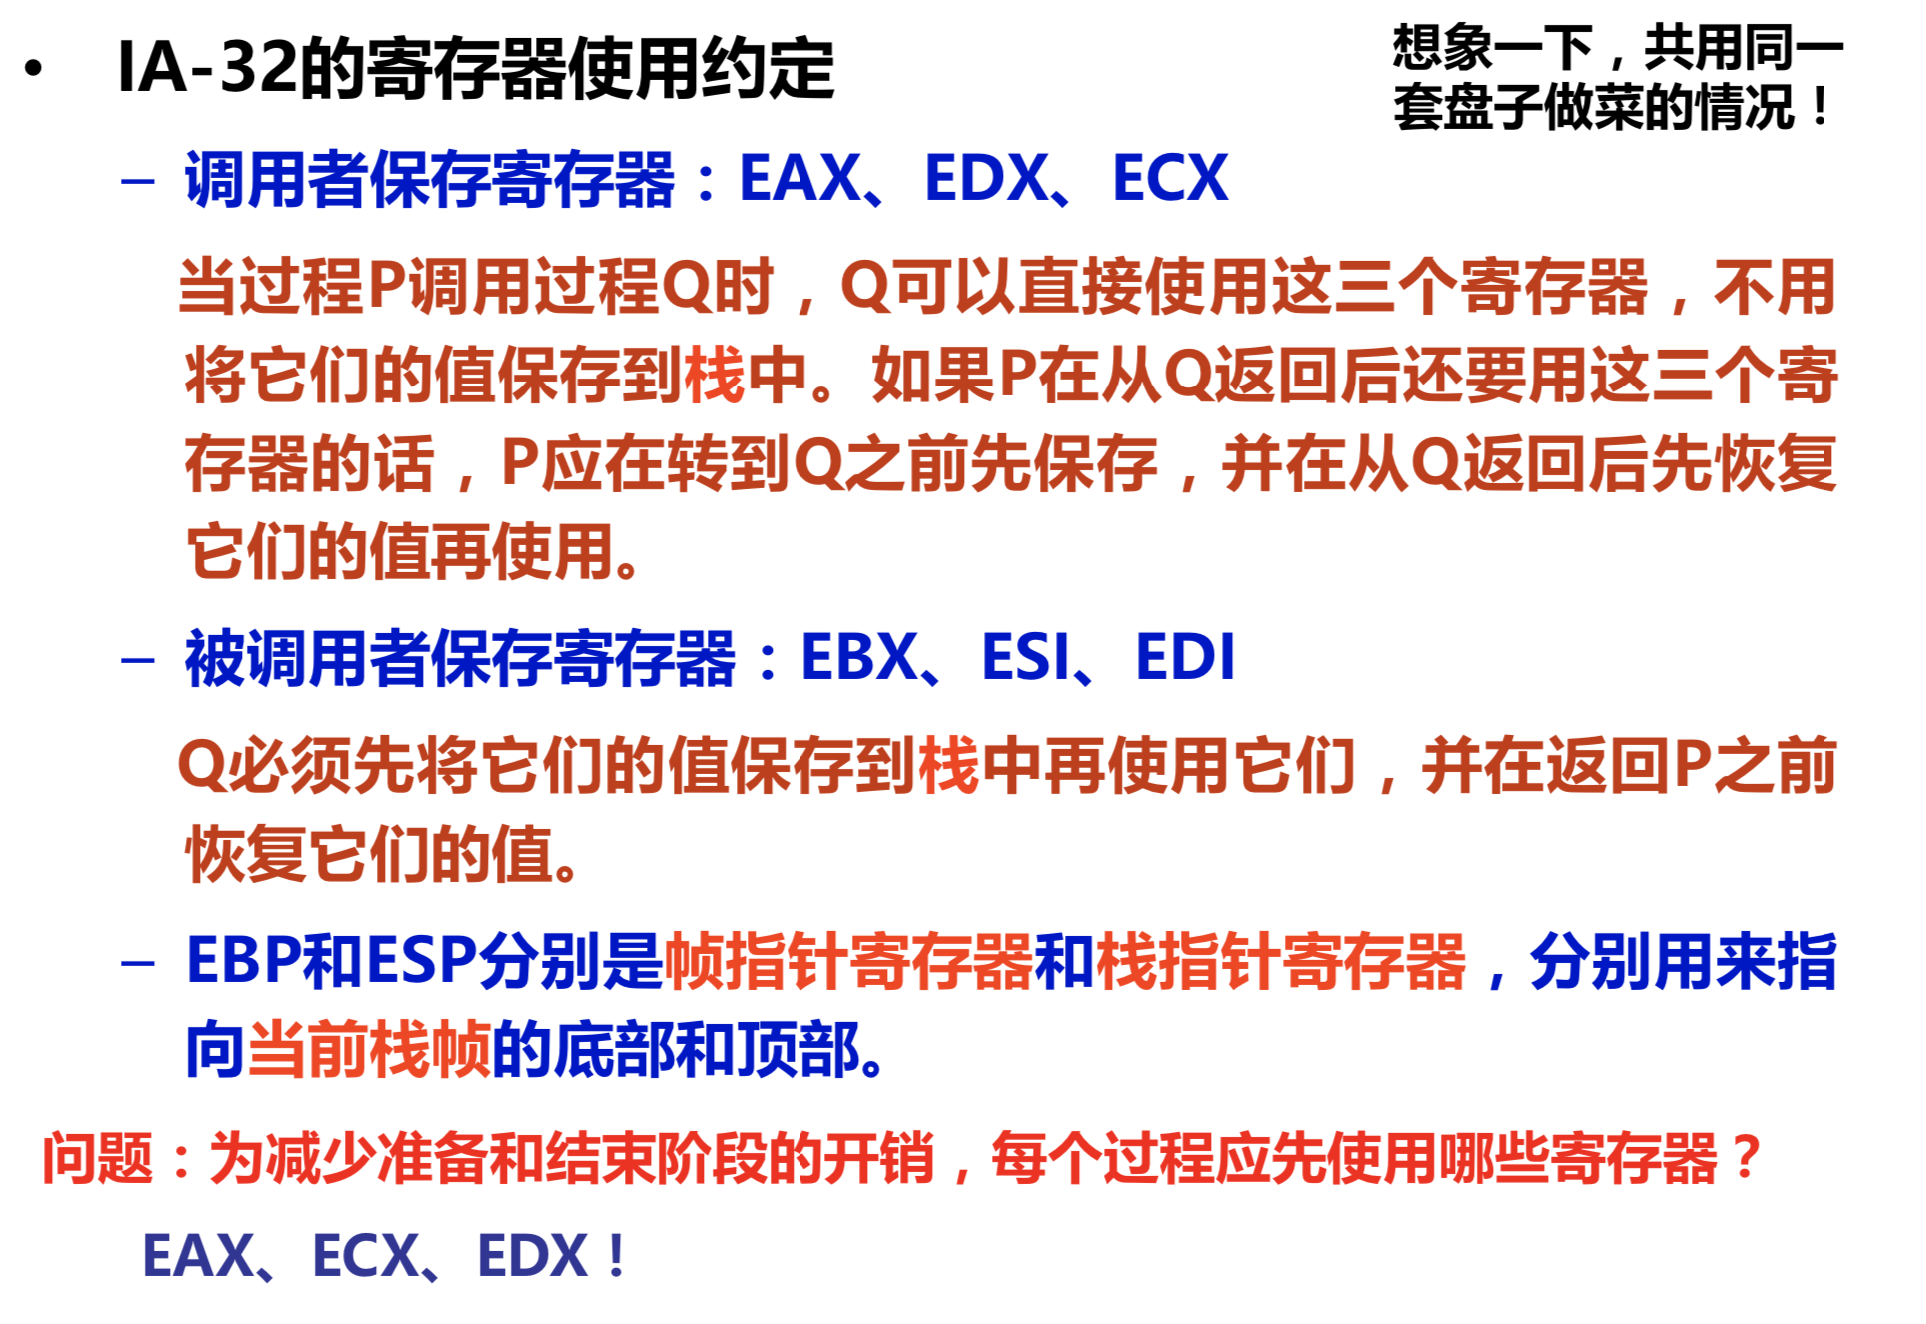 • IA-32的寄存器使用约定
想象一下，共用同一
套盘子做菜的情况！
– 调用者保存寄存器：EAX、EDX、ECX
当过程P调用过程Q时，Q可以直接使用这三个寄存器，不用
将它们的值保存到栈中。如果P在从Q返回后还要用这三个寄
存器的话，P应在转到Q之前先保存，并在从Q返回后先恢复
它们的值再使用。
– 被调用者保存寄存器：EBX、ESI、EDI
Q必须先将它们的值保存到栈中再使用它们，并在返回P之前
恢复它们的值。
– EBP和ESP分别是帧指针寄存器和栈指针寄存器，分别用来指
向当前栈帧的底部和顶部。
问题：为减少准备和结束阶段的开销，每个过程应先使用哪些寄存器？
EAX、ECX、EDX！